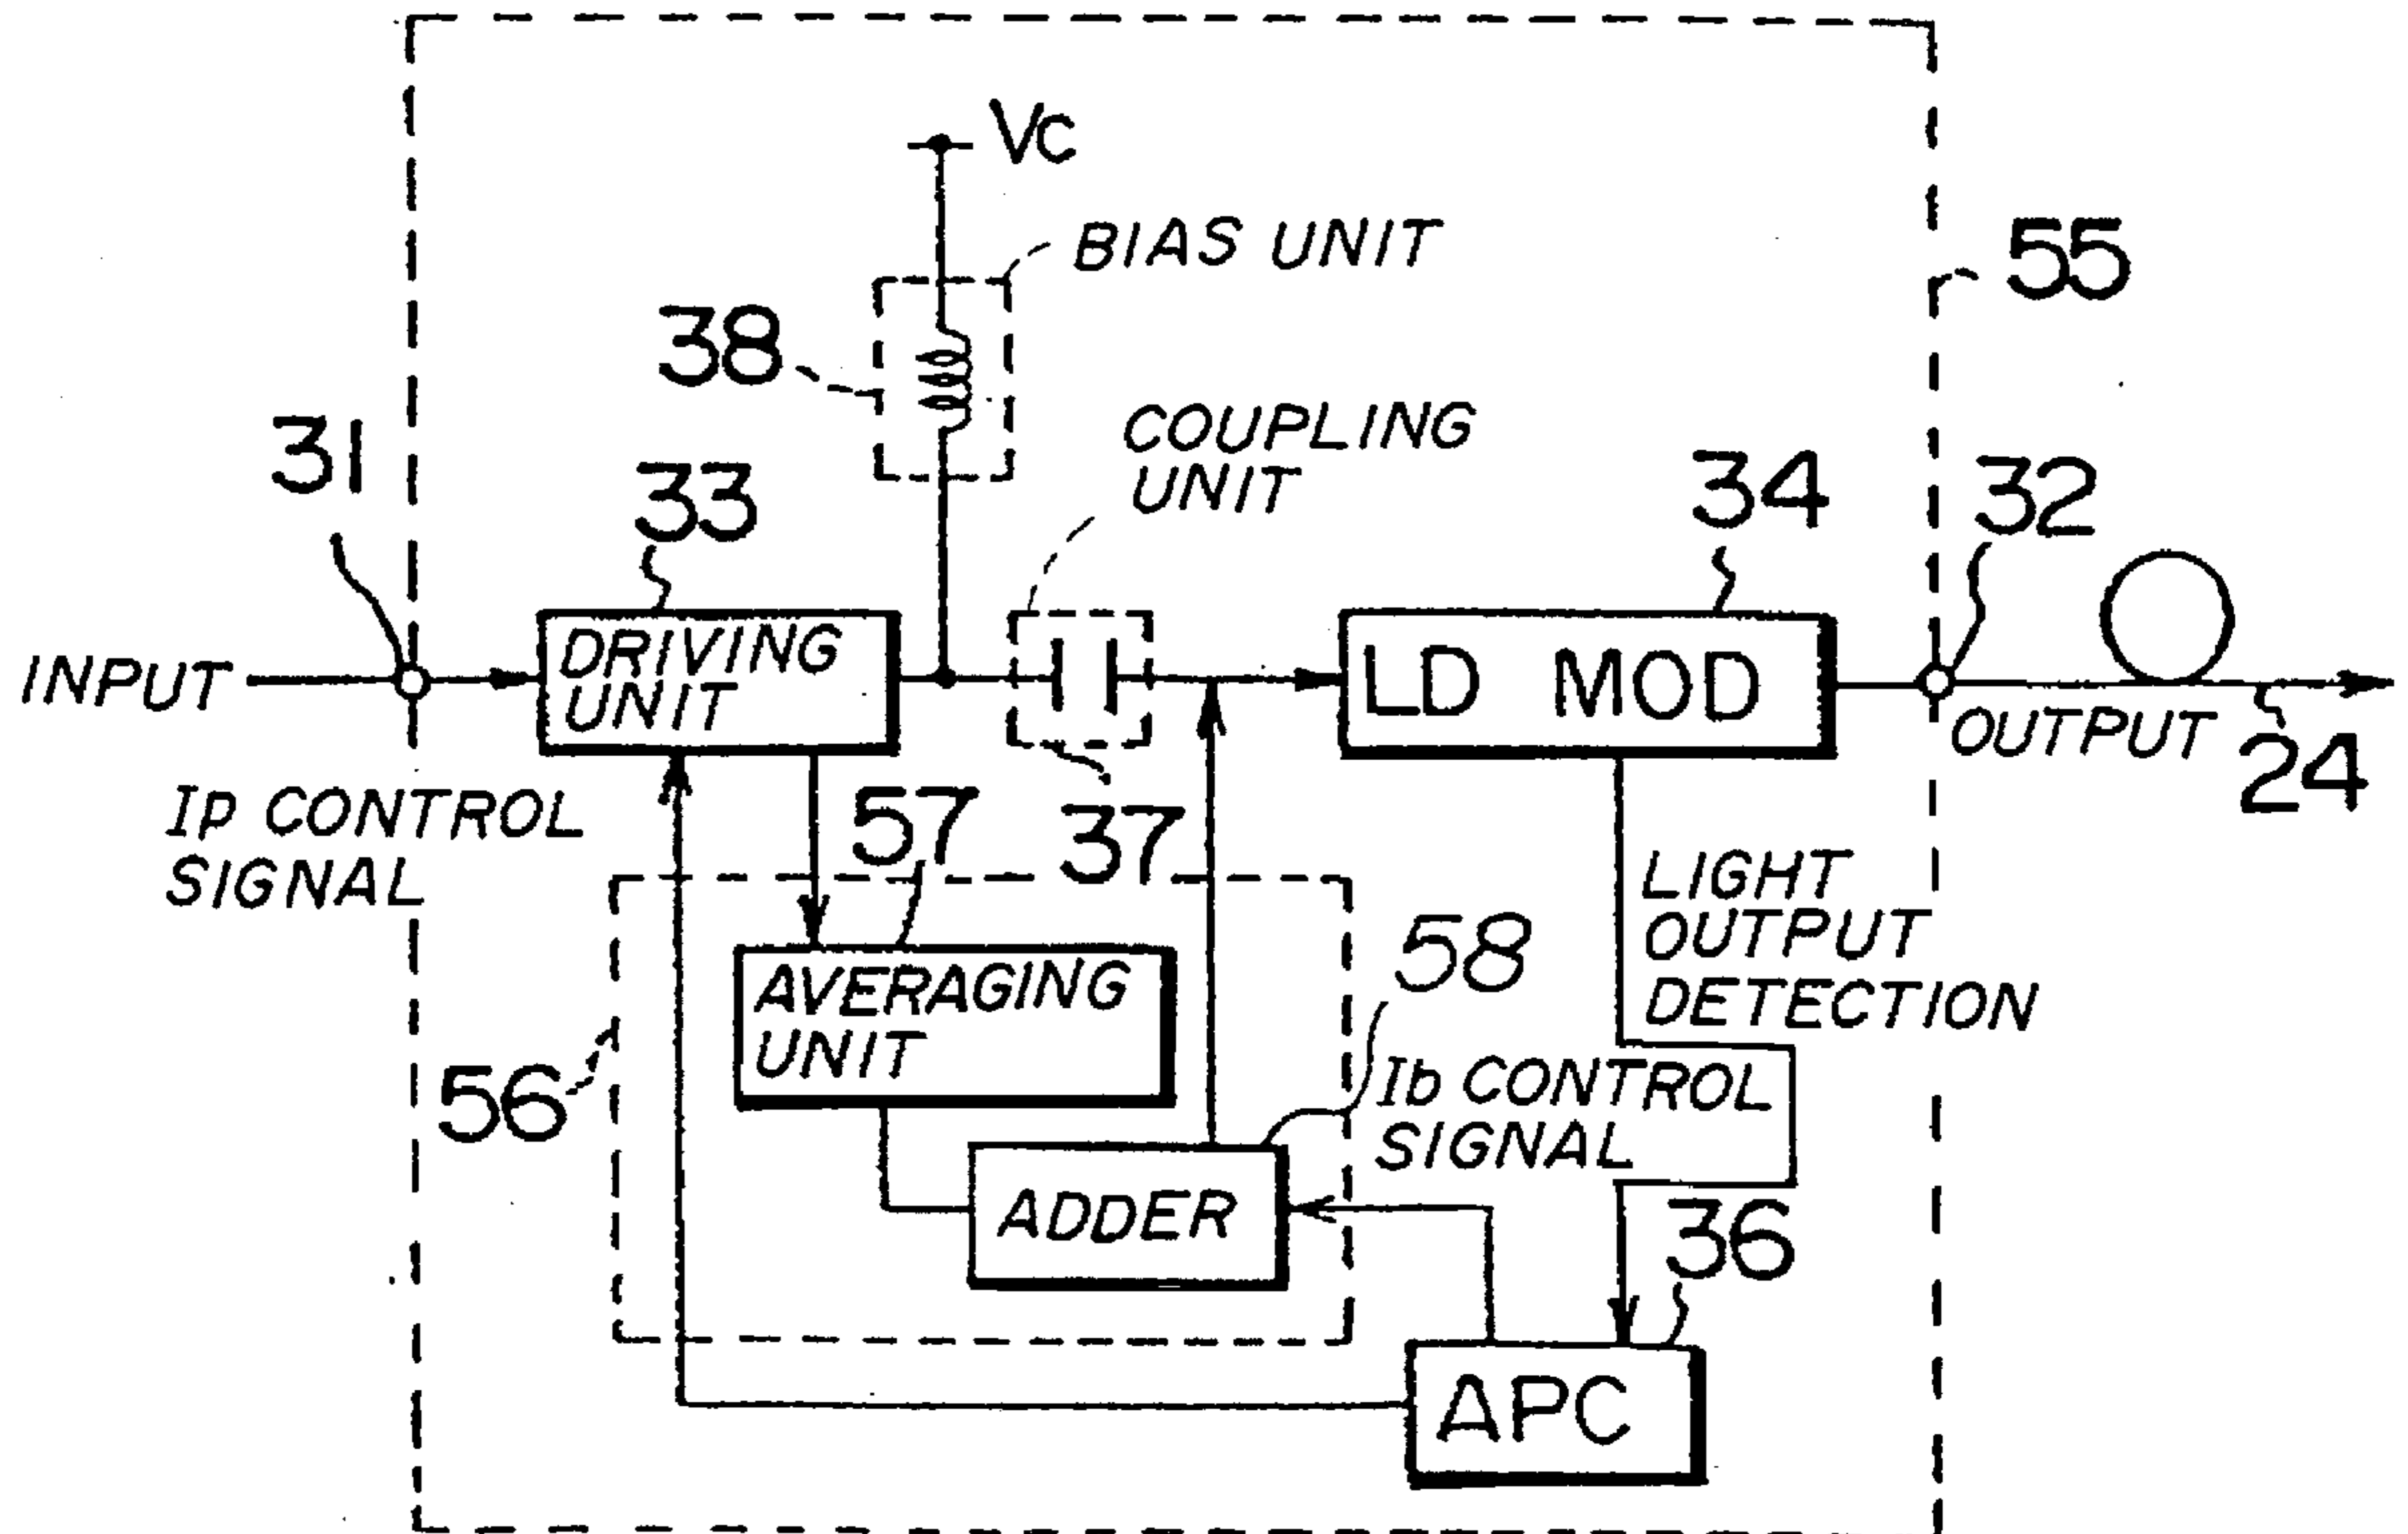 Vc
BIAS UNIT
55
38
COUPLING
UNIT
31
33
34
32
INPUT
DRIVING
UNIT
LD MOD
OUTPUT
24
Ip CONTROL
SIGNAL
57
37
LIGHT
OUTPUT
DETECTION
58
AVERAGING
UNIT
56
Ib CONTROL
SIGNAL
ADDER
36
APC